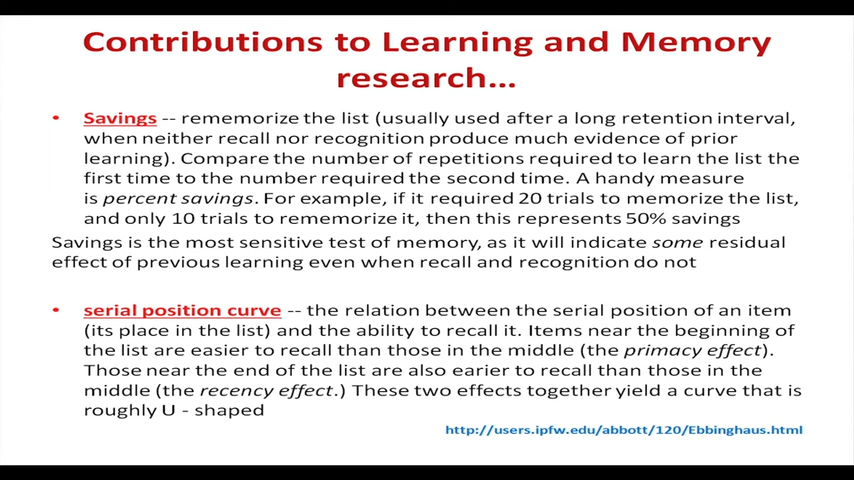 Contributions to Learning and Memory
research...
• Savings -- rememorize the list (usually used after a long retention interval,
when neither recall nor recognition produce much evidence of prior
learning). Compare the number of repetitions required to learn the list the
first time to the number required the second time. A handy measure
is percent savings. For example, if it required 20 trials to memorize the list,
and only 10 trials to rememorize it, then this represents 50% savings
Savings is the most sensitive test of memory, as it will indicate some residual
effect of previous learning even when recall and recognition do not
• serial position curve -- the relation between the serial position of an item
(its place in the list) and the ability to recall it. Items near the beginning of
the list are easier to recall than those in the middle (the primacy effect).
Those near the end of the list are also earier to recall than those in the
middle (the recency effect.) These two effects together yield a curve that is
roughly U - shaped
http://users.ipfw.edu/abbott/120/Ebbinghaus.html